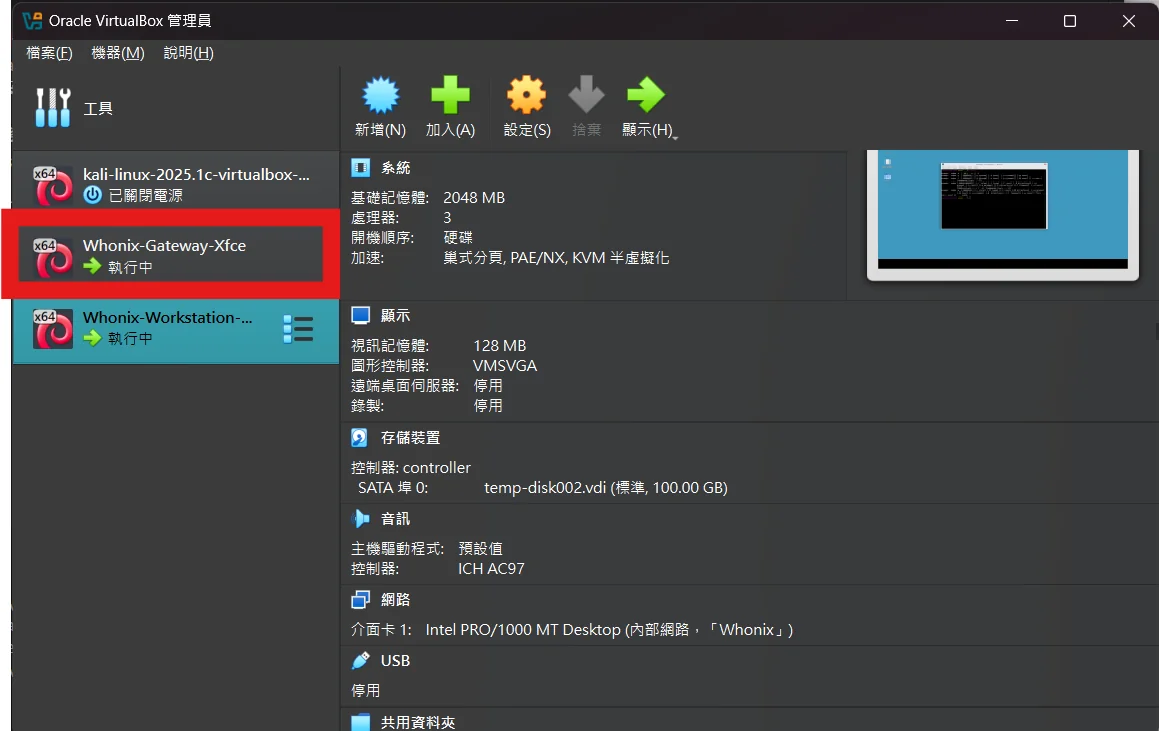 Oracle VirtualBox 管理員
檔案(F) 機器(M) 說明(H)
工具
新增(N) 加入(A) 設定(S) 捨棄 顯示(H)
x64 kali-linux-2025.1c-virtualbox-...
已關閉電源
x64 Whonix-Gateway-Xfce
執行中
x64 Whonix-Workstation-...
執行中
系統
基礎記憶體: 2048 MB
處理器: 3
開機順序: 硬碟
加速: 巢式分頁, PAE/NX, KVM 半虛擬化
顯示
視訊記憶體: 128 MB
圖形控制器: VMSVGA
遠端桌面伺服器: 停用
錄製: 停用
存儲裝置
控制器: controller
SATA 埠 0: temp-disk002.vdi (標準, 100.00 GB)
音訊
主機驅動程式: 預設值
控制器: ICH AC97
網路
介面卡 1: Intel PRO/1000 MT Desktop (內部網路，「Whonix」)
USB
停用
共用資料夾